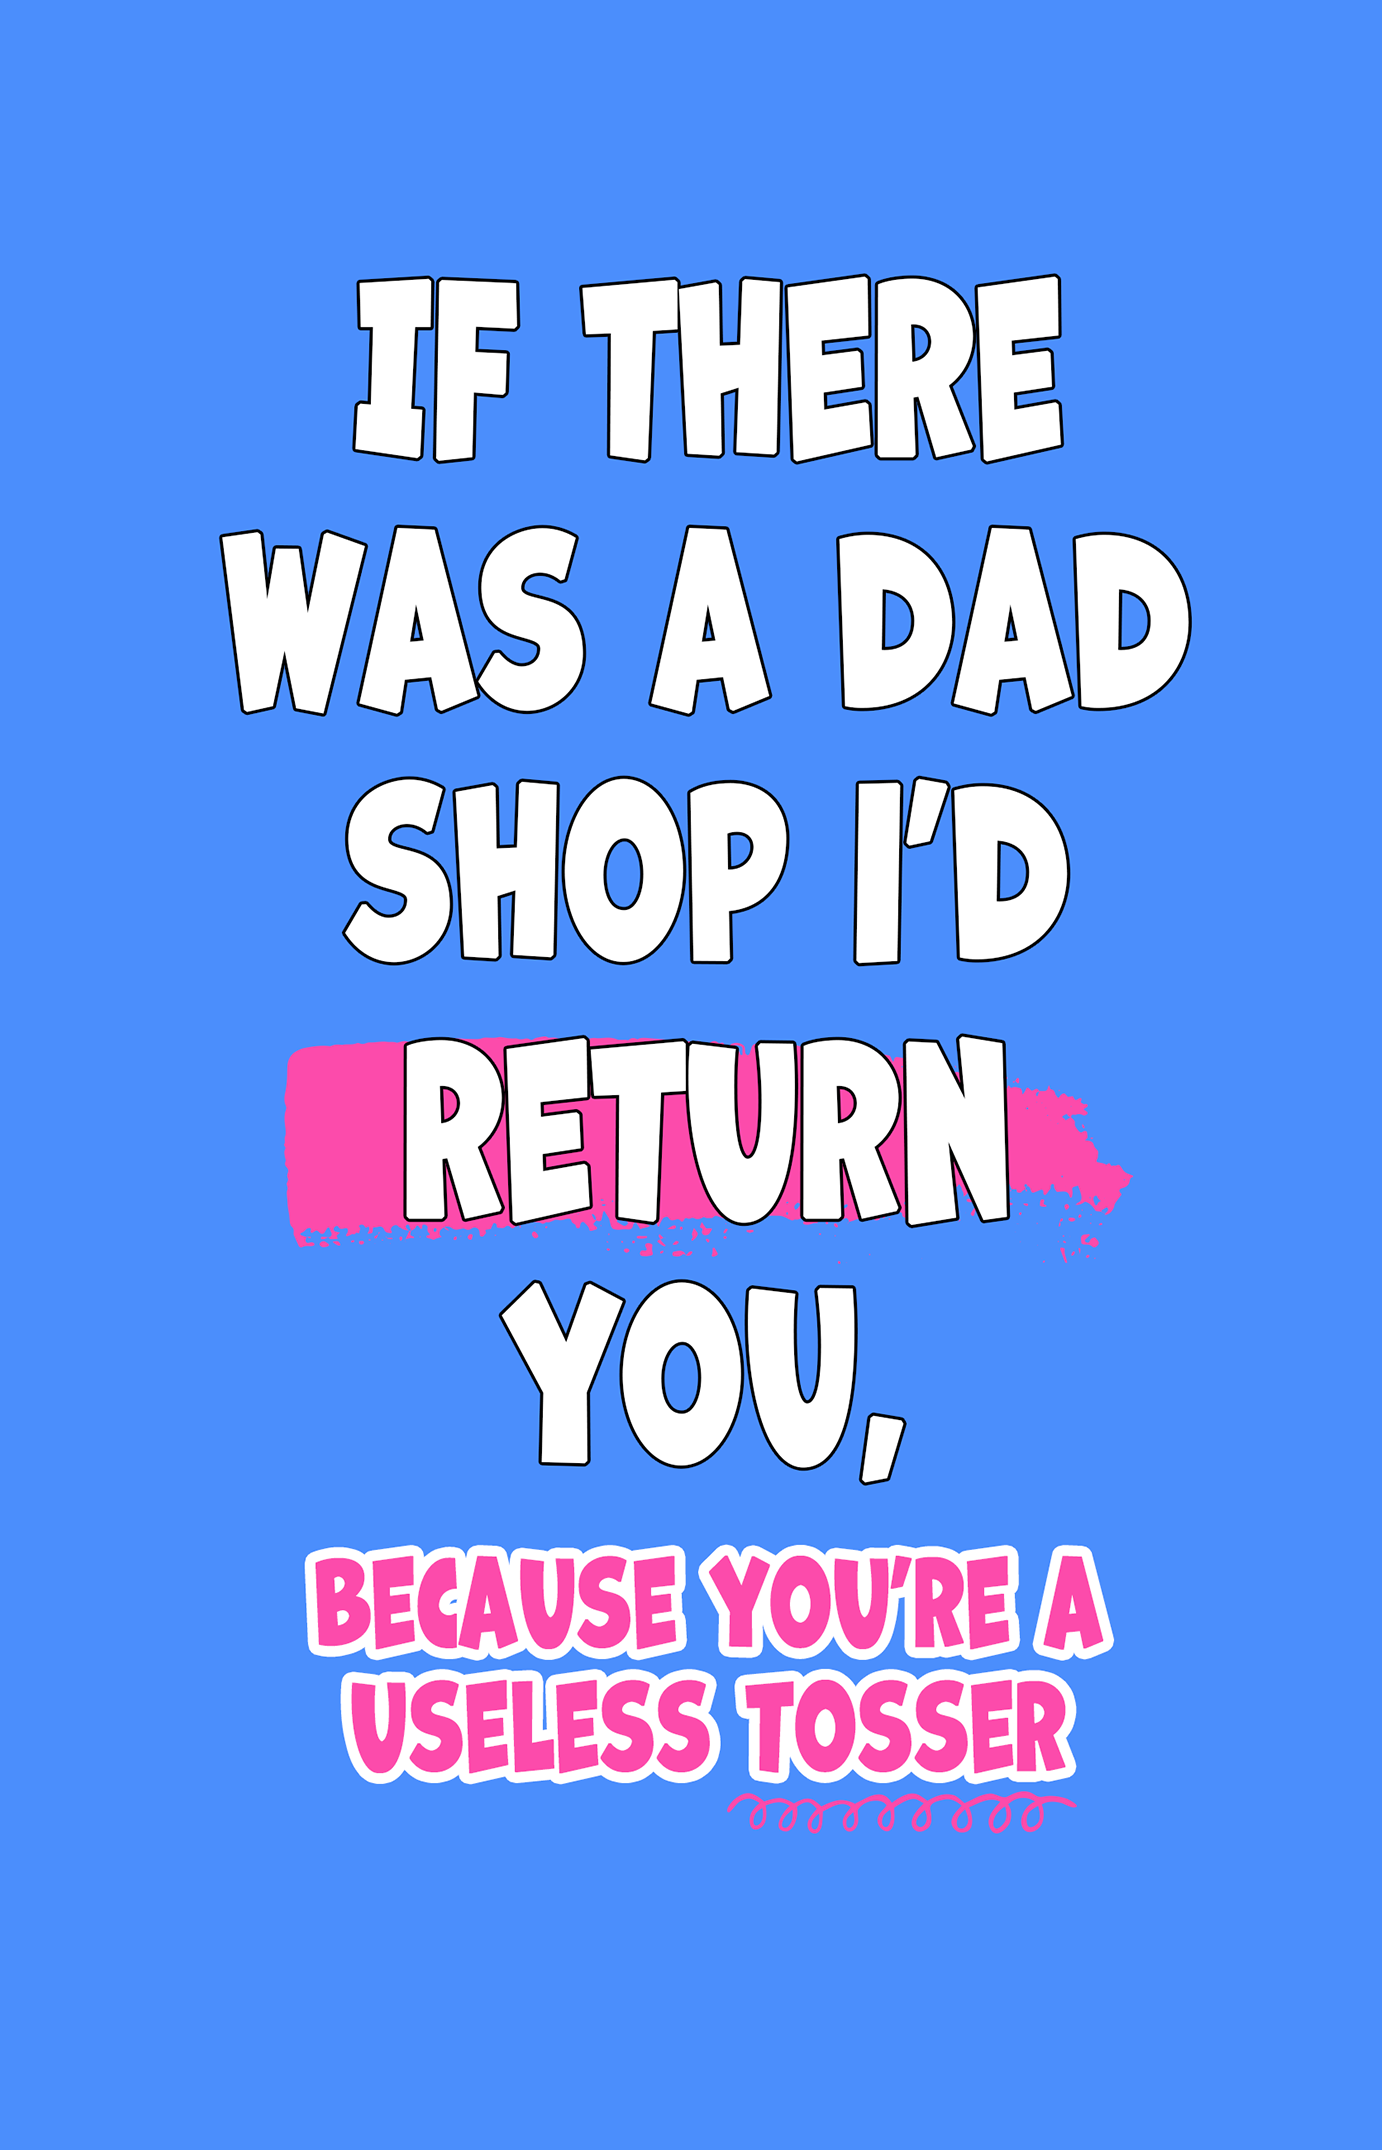 IF THERE
WAS A DAD
SHOP I'D
RETURN
YOU,
BECAUSE YOU'RE A
USELESS TOSSER